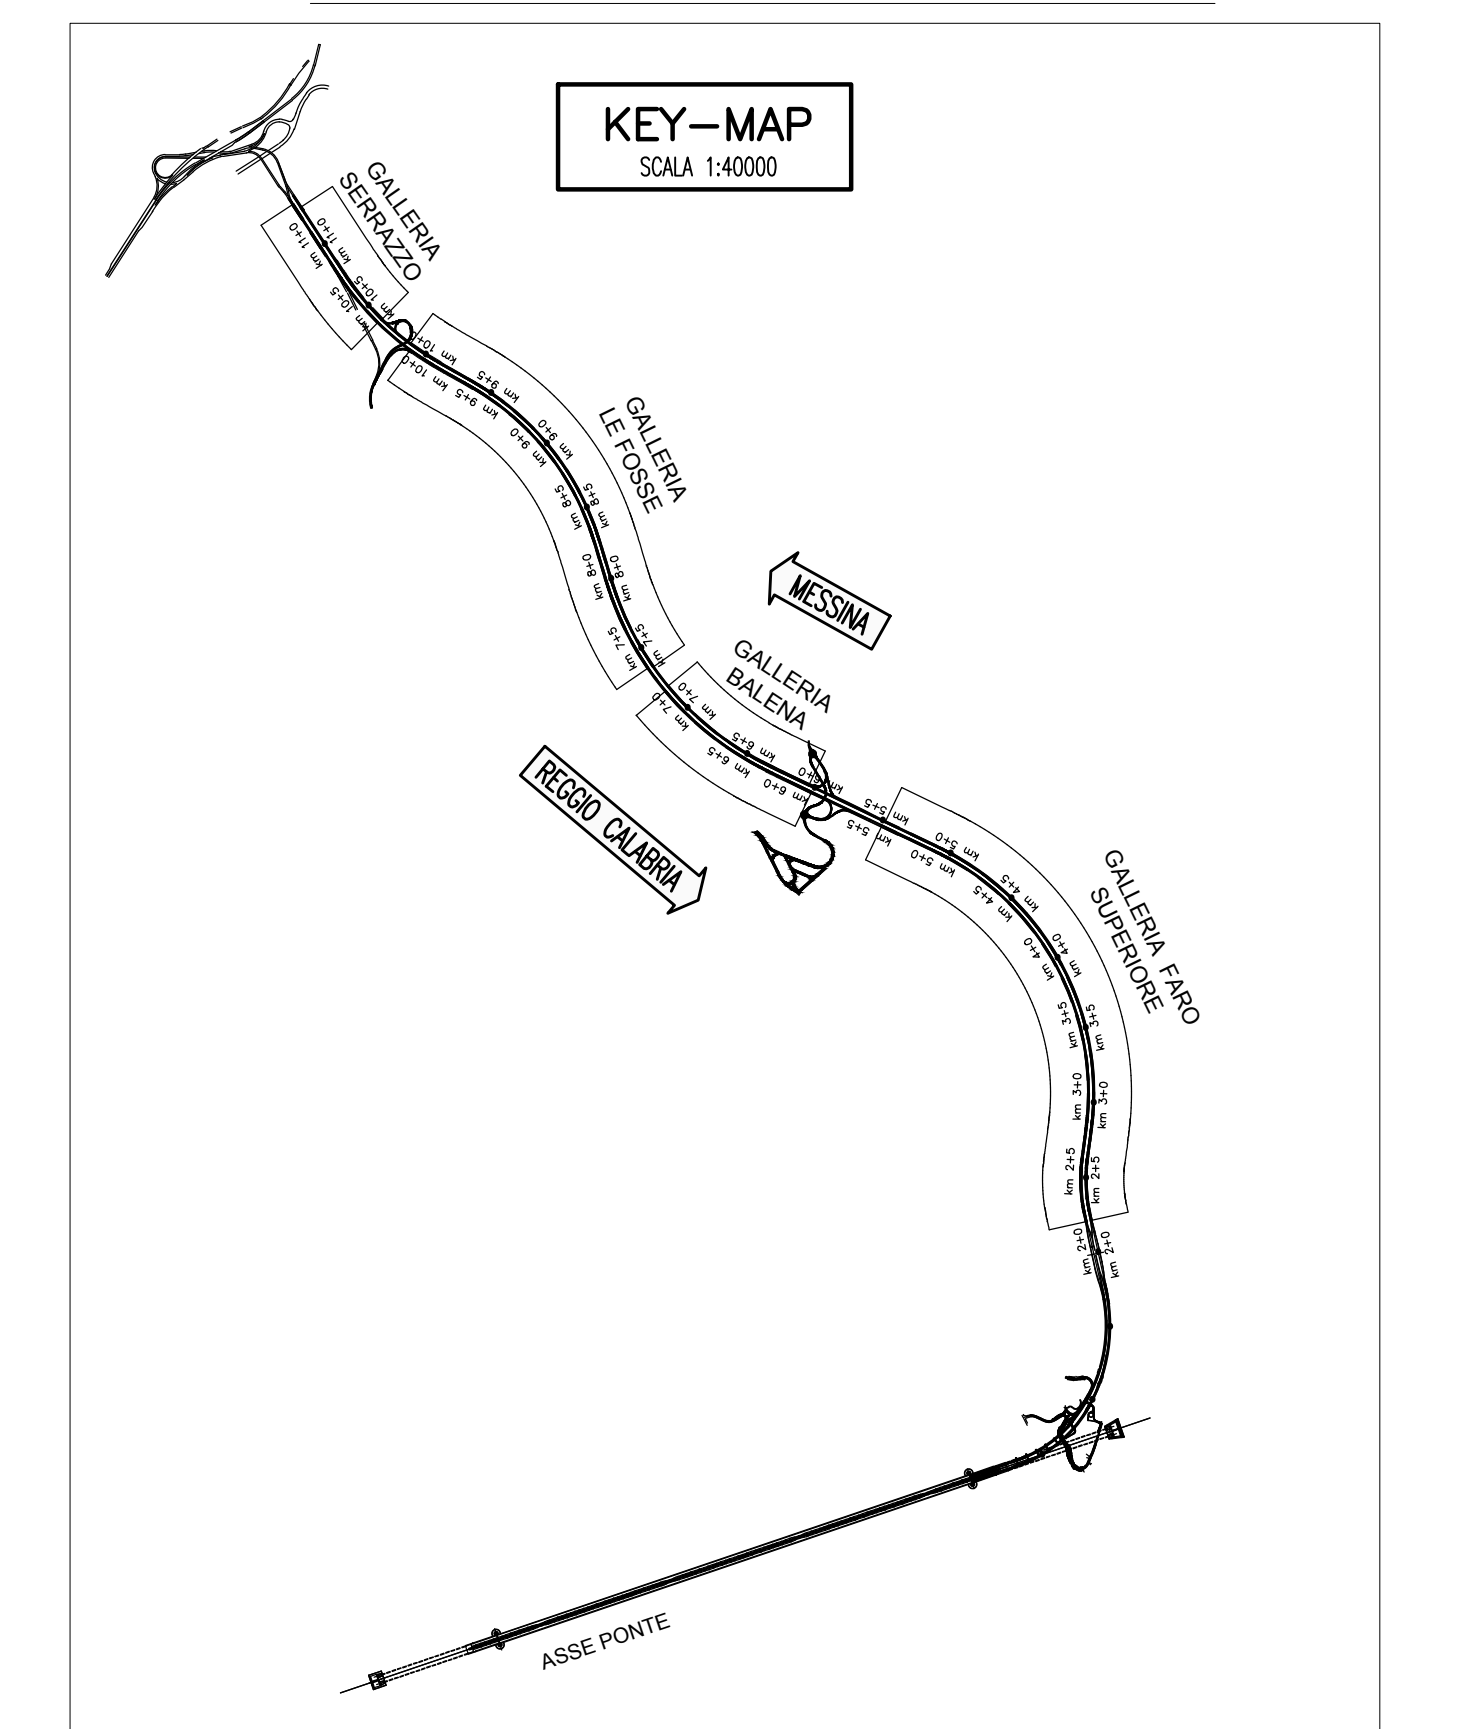 KEY-MAP
SCALA 1:40000
GALLERIA
SERRAZZO
km 11+0
km 11+0
km 10+5
km 10+5
km 10+0
km 10+0
km 9+5
km 9+5
GALLERIA
LE FOSSE
km 9+0
km 9+0
km 8+5
km 8+5
km 8+0
km 8+0
MESSINA
km 7+5
km 7+5
GALLERIA
BALENA
km 7+0
km 7+0
km 6+5
km 6+5
km 6+0
km 6+0
REGGIO CALABRIA
km 5+5
km 5+5
km 5+0
km 5+0
GALLERIA FARO
SUPERIORE
km 4+5
km 4+5
km 4+0
km 4+0
km 3+5
km 3+5
km 3+0
km 3+0
km 2+5
km 2+5
km 2+0
km 2+0
ASSE PONTE